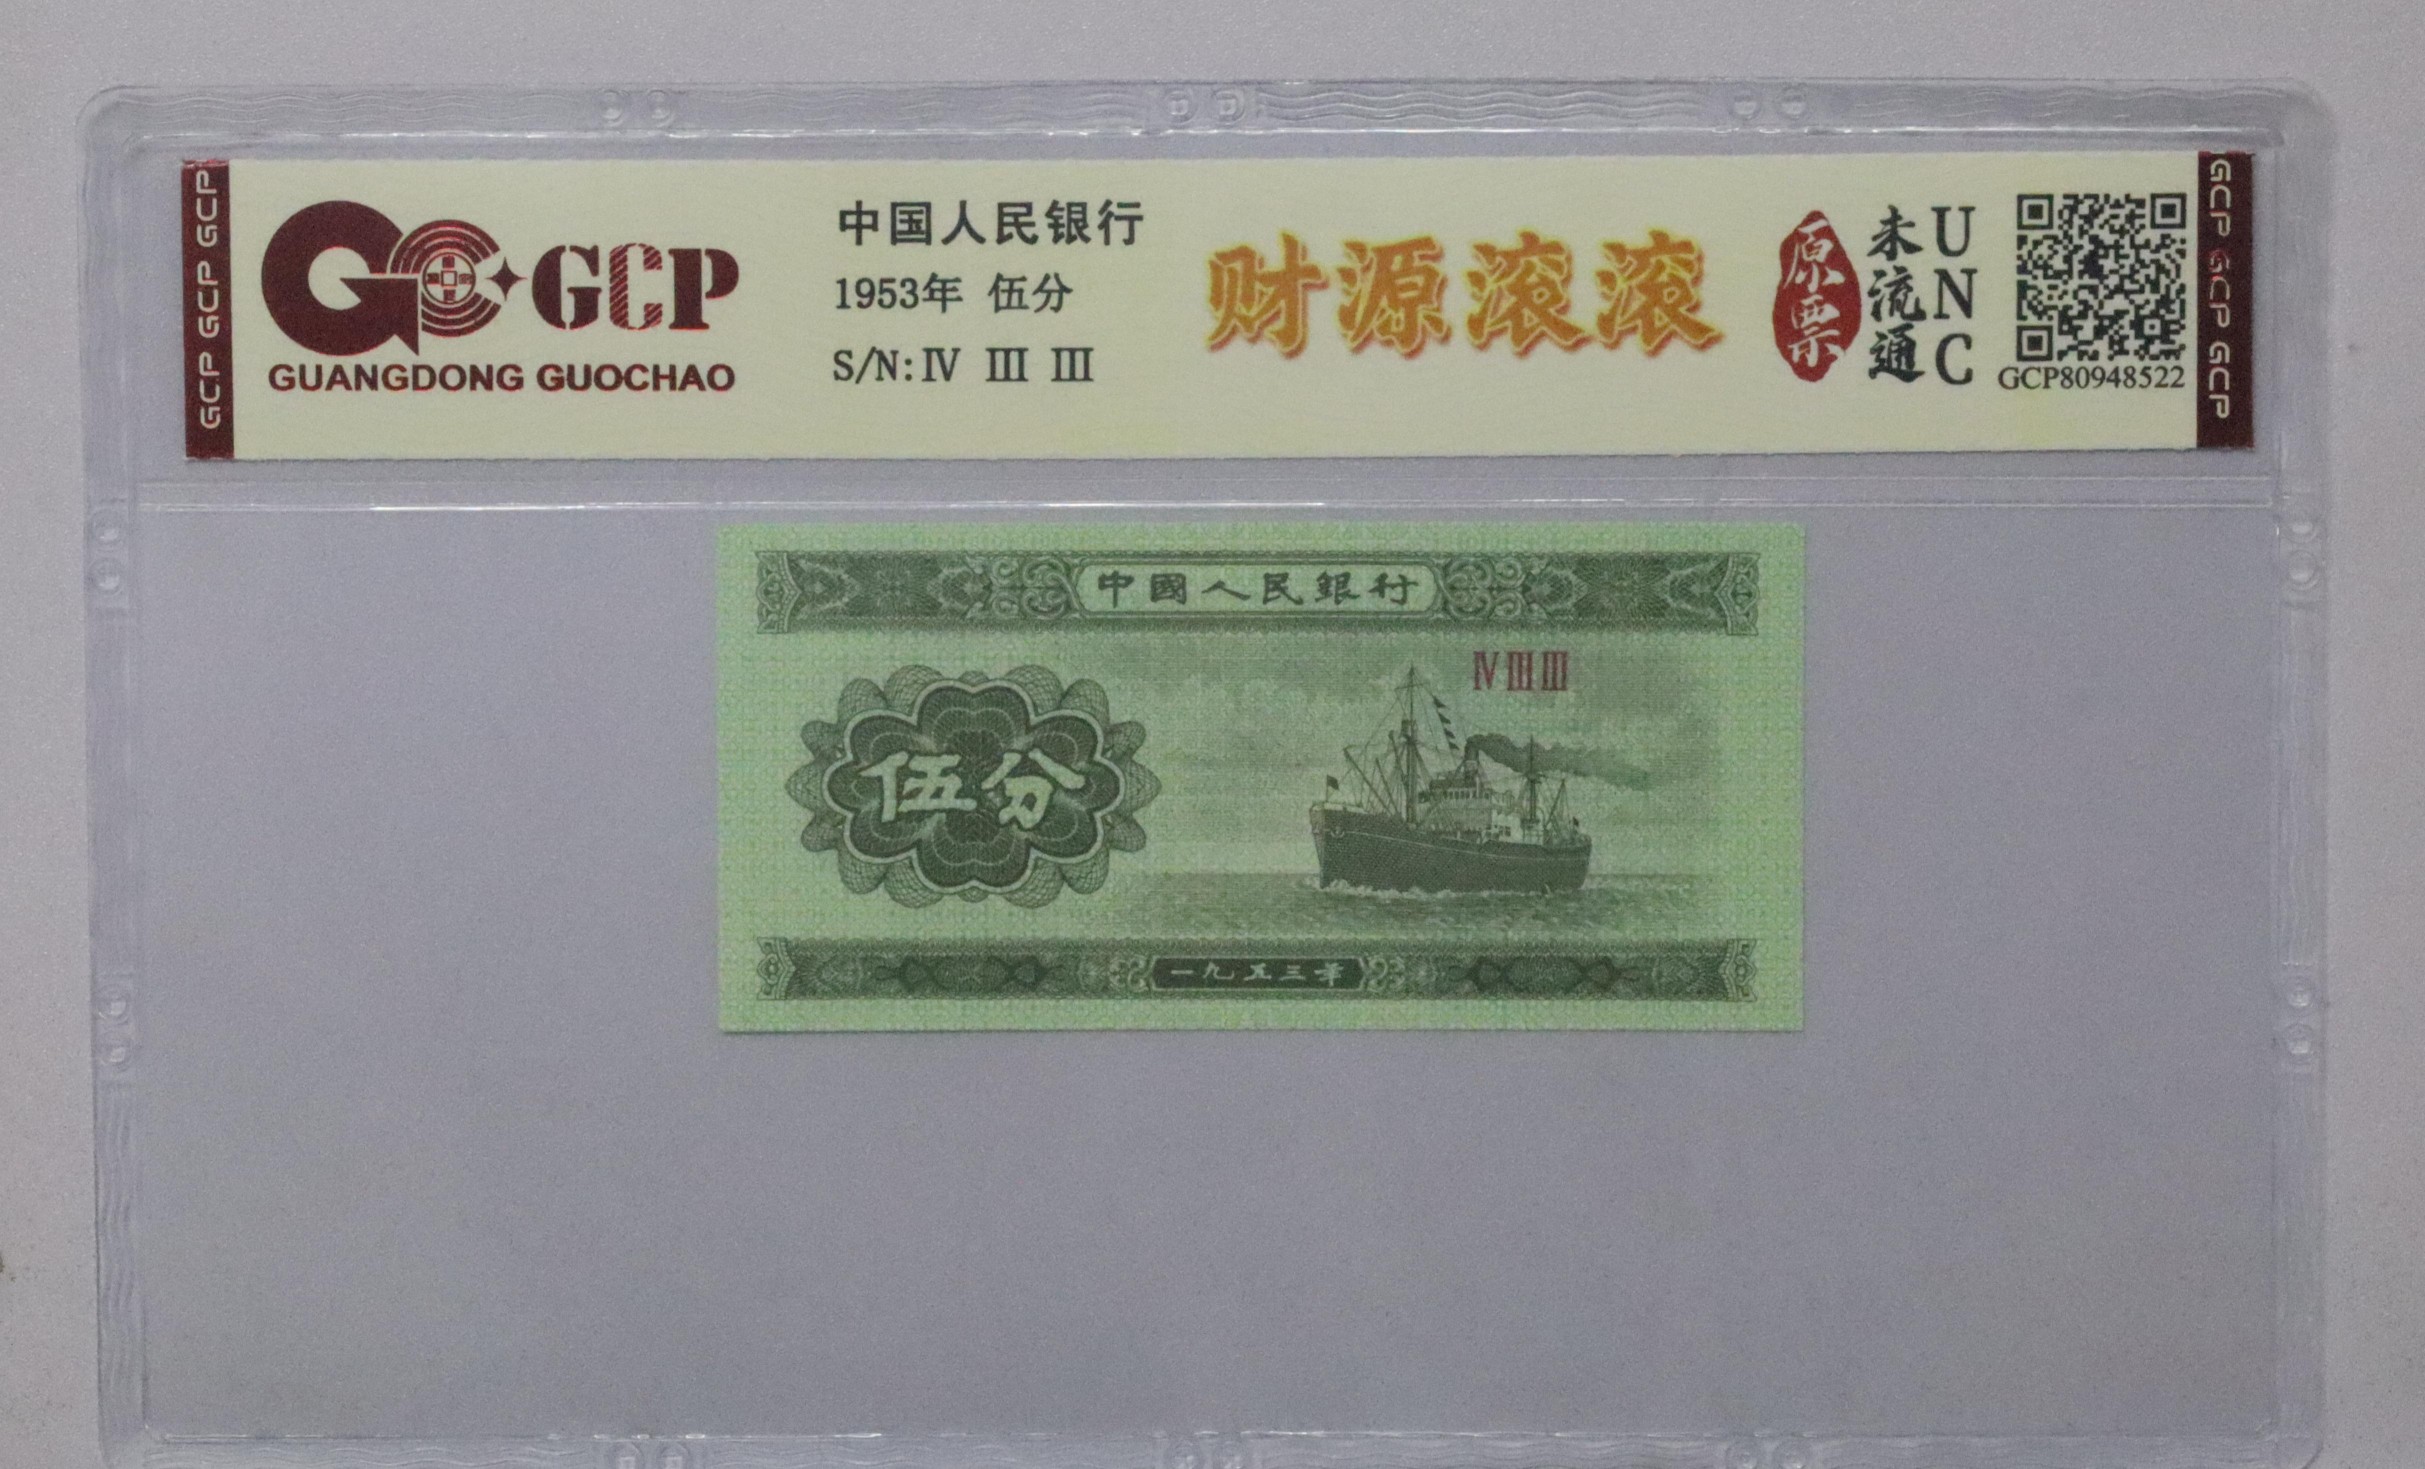 GCP GCP GCP
GCP
GUANGDONG GUOCHAO
中国人民银行
1953年 伍分
S/N: IV III III
财源滚滚
原票
未流通
UNC
GCP80948522
GCP GCP GCP
中國人民銀行
IV III III
伍分
一九五三年